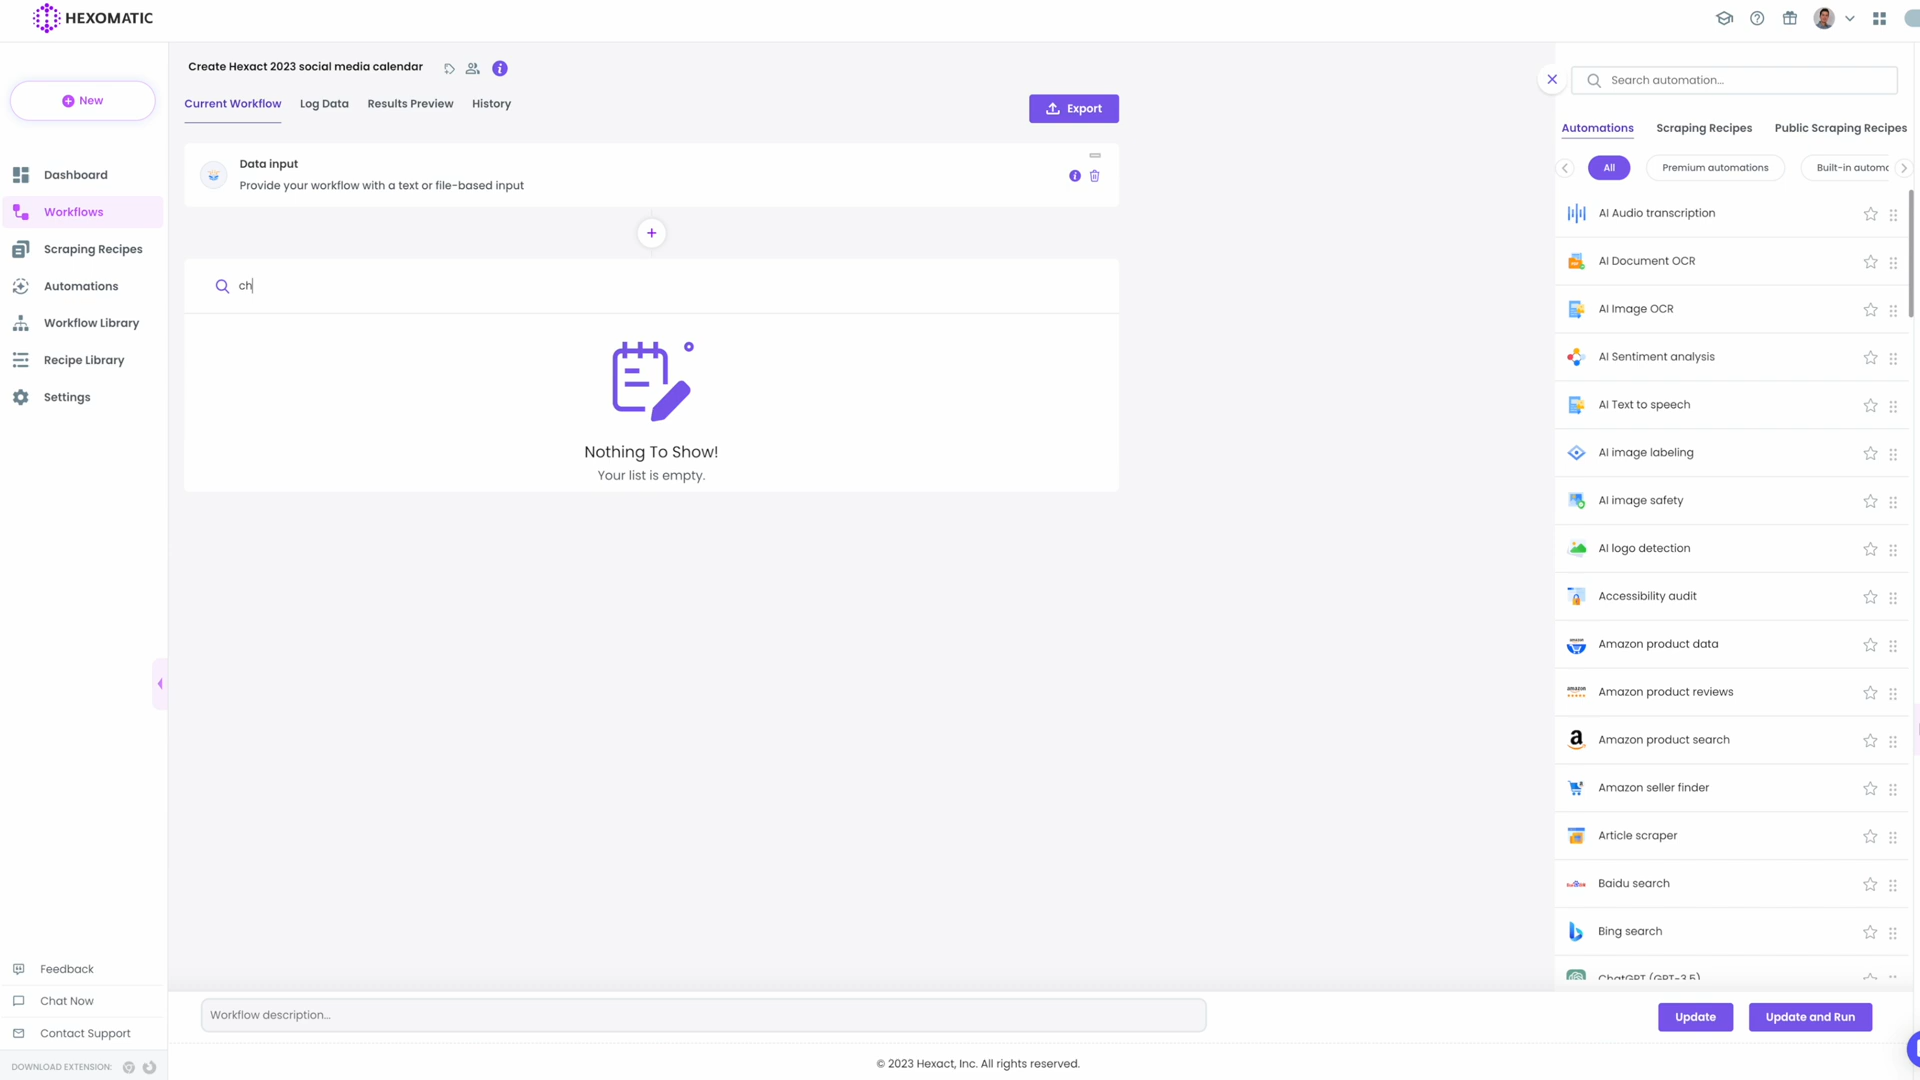 HEXOMATIC
New
Dashboard
Workflows
Scraping Recipes
Automations
Workflow Library
Recipe Library
Settings
Feedback
Chat Now
Contact Support
DOWNLOAD EXTENSION:
Create Hexact 2023 social media calendar
Current Workflow Log Data Results Preview History
Export
Data input
Provide your workflow with a text or file-based input
ch
Nothing To Show!
Your list is empty.
Search automation...
Automations Scraping Recipes Public Scraping Recipes
All Premium automations Built-in automa
AI Audio transcription
AI Document OCR
AI Image OCR
AI Sentiment analysis
AI Text to speech
AI image labeling
AI image safety
AI logo detection
Accessibility audit
Amazon product data
Amazon product reviews
Amazon product search
Amazon seller finder
Article scraper
Baidu search
Bing search
ChatGPT (GPT-3.5)
Workflow description...
Update Update and Run
© 2023 Hexact, Inc. All rights reserved.